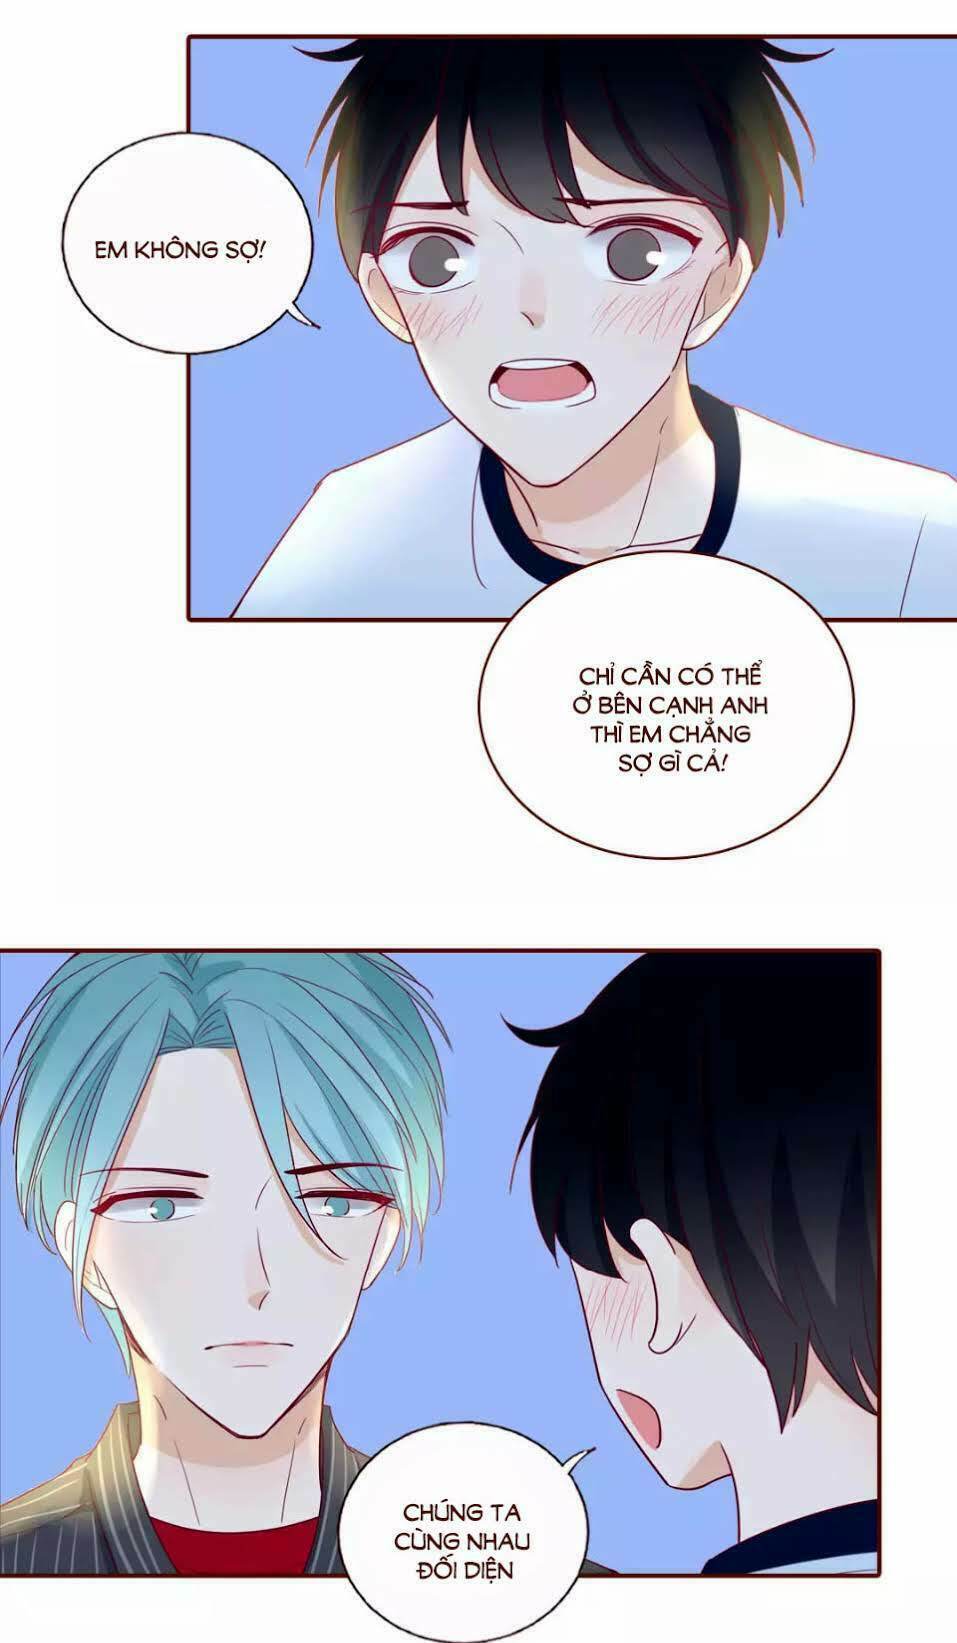 EM KHÔNG SỢ!
CHỈ CẦN CÓ THỂ
Ở BÊN CẠNH ANH
THÌ EM CHẲNG
SỢ GÌ CẢ!
CHÚNG TA
CÙNG NHAU
ĐỐI DIỆN